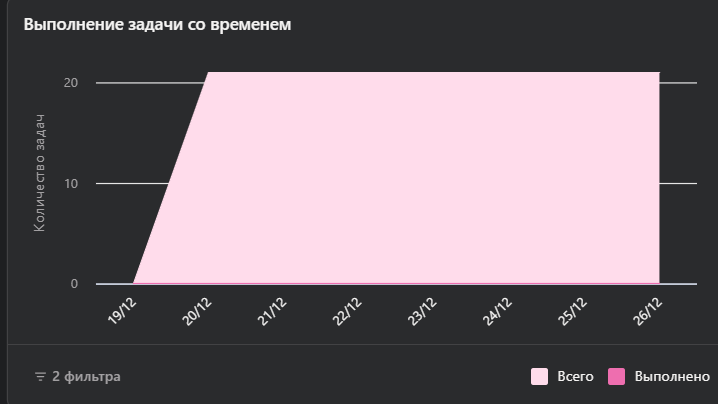 Выполнение задачи со временем
20
Количество задач
10
0
19/12
20/12
21/12
22/12
23/12
24/12
25/12
26/12
2 фильтра
Всего
Выполнено